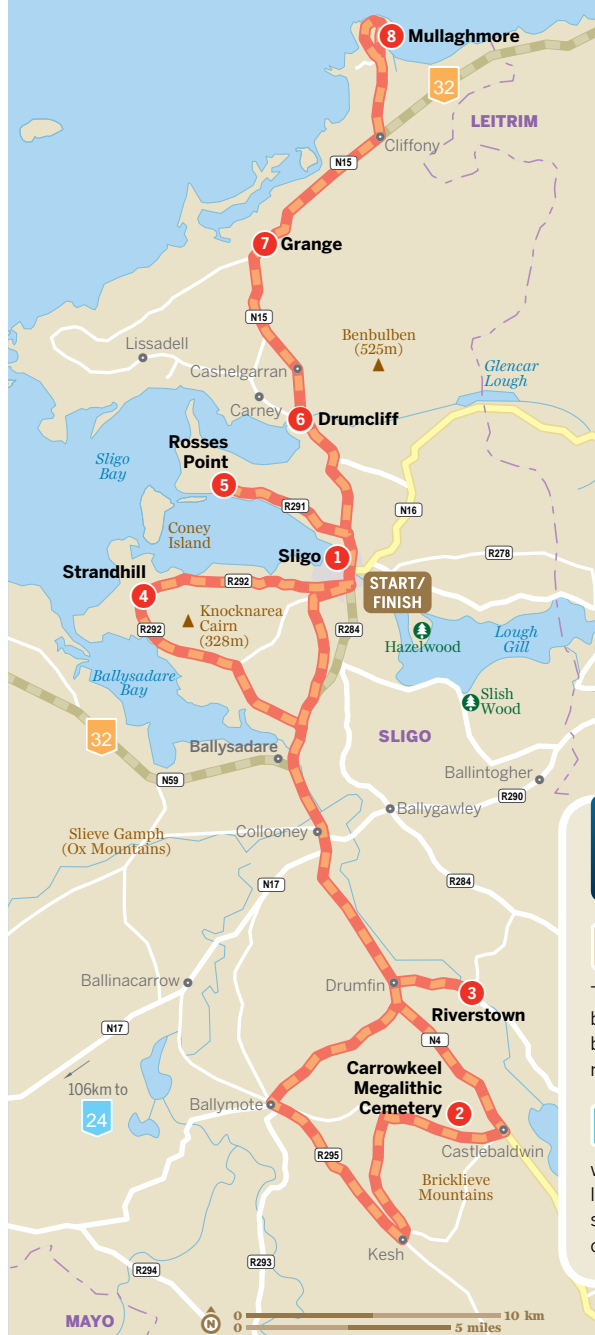 8 Mullaghmore
32
LEITRIM
Cliffony
N15
7 Grange
N15
Benbulben
(525m)
Lissadell
Cashelgarran
Glencar
Lough
Carney
6 Drumcliff
Rosses
Point
5
Sligo
Bay
R291
N16
Coney
Island
Sligo 1
R278
Strandhill
4
R292
START/
FINISH
Knocknarea
Cairn
(328m)
R292
R284
Hazelwood
Lough
Gill
Ballysadare
Bay
Slish
Wood
32
SLIGO
Ballysadare
N59
Ballintogher
R290
Ballygawley
Slieve Gamph
(Ox Mountains)
Collooney
N17
R284
Ballinacarrow
Drumfin
3
Riverstown
N17
N4
106km to
24
Carrowkeel
Megalithic
Cemetery 2
Ballymote
Castlebaldwin
R295
Bricklieve
Mountains
Kesh
R293
R294
MAYO
N
0 10 km
0 5 miles